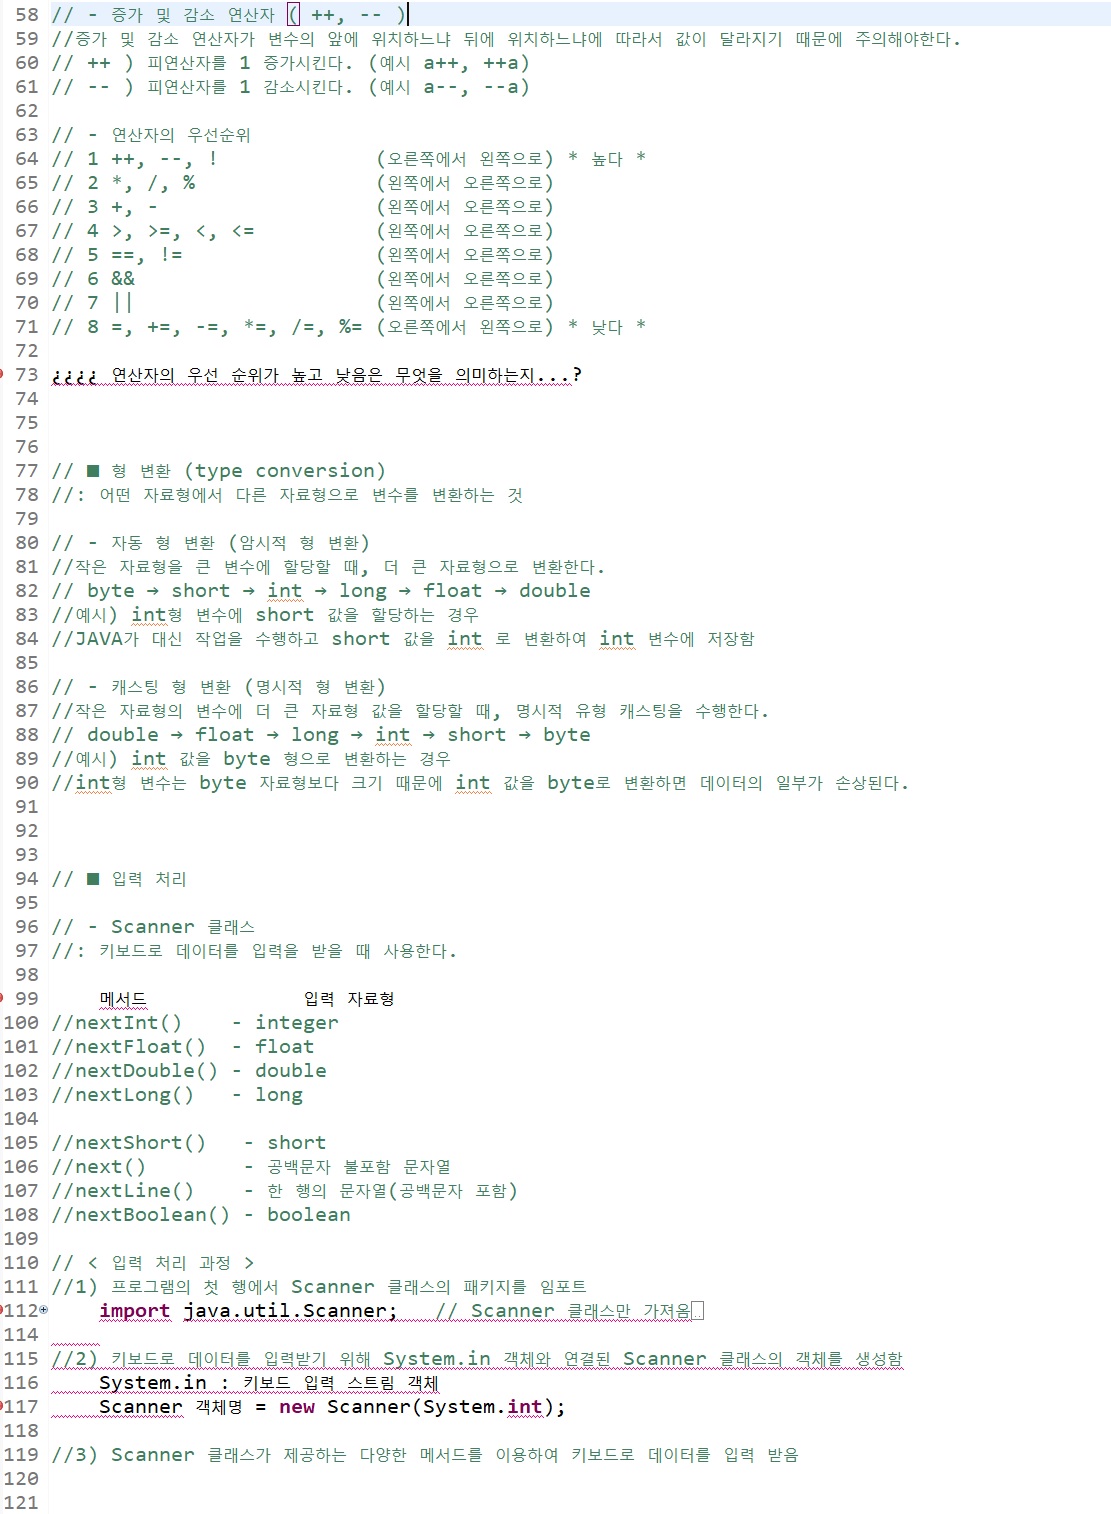 58 // - 증가 및 감소 연산자 ( ++, -- )
59 //증가 및 감소 연산자가 변수의 앞에 위치하느냐 뒤에 위치하느냐에 따라서 값이 달라지기 때문에 주의해야한다.
60 // ++ ) 피연산자를 1 증가시킨다. (예시 a++, ++a)
61 // -- ) 피연산자를 1 감소시킨다. (예시 a--, --a)
62
63 // - 연산자의 우선순위
64 // 1 ++, --, ! (오른쪽에서 왼쪽으로) * 높다 *
65 // 2 *, /, % (왼쪽에서 오른쪽으로)
66 // 3 +, - (왼쪽에서 오른쪽으로)
67 // 4 >, >=, <, <= (왼쪽에서 오른쪽으로)
68 // 5 ==, != (왼쪽에서 오른쪽으로)
69 // 6 && (왼쪽에서 오른쪽으로)
70 // 7 || (왼쪽에서 오른쪽으로)
71 // 8 =, +=, -=, *=, /=, %= (오른쪽에서 왼쪽으로) * 낮다 *
72
73 ¿¿¿¿ 연산자의 우선 순위가 높고 낮음은 무엇을 의미하는지...?
74
75
76
77 // ■ 형 변환 (type conversion)
78 //: 어떤 자료형에서 다른 자료형으로 변수를 변환하는 것
79
80 // - 자동 형 변환 (암시적 형 변환)
81 //작은 자료형을 큰 변수에 할당할 때, 더 큰 자료형으로 변환한다.
82 // byte → short → int → long → float → double
83 //예시) int형 변수에 short 값을 할당하는 경우
84 //JAVA가 대신 작업을 수행하고 short 값을 int 로 변환하여 int 변수에 저장함
85
86 // - 캐스팅 형 변환 (명시적 형 변환)
87 //작은 자료형의 변수에 더 큰 자료형 값을 할당할 때, 명시적 유형 캐스팅을 수행한다.
88 // double → float → long → int → short → byte
89 //예시) int 값을 byte 형으로 변환하는 경우
90 //int형 변수는 byte 자료형보다 크기 때문에 int 값을 byte로 변환하면 데이터의 일부가 손상된다.
91
92
93
94 // ■ 입력 처리
95
96 // - Scanner 클래스
97 //: 키보드로 데이터를 입력을 받을 때 사용한다.
98
99 메서드 입력 자료형
100 //nextInt() - integer
101 //nextFloat() - float
102 //nextDouble() - double
103 //nextLong() - long
104
105 //nextShort() - short
106 //next() - 공백문자 불포함 문자열
107 //nextLine() - 한 행의 문자열(공백문자 포함)
108 //nextBoolean() - boolean
109
110 // < 입력 처리 과정 >
111 //1) 프로그램의 첫 행에서 Scanner 클래스의 패키지를 임포트
112 import java.util.Scanner; // Scanner 클래스만 가져옴
114
115 //2) 키보드로 데이터를 입력받기 위해 System.in 객체와 연결된 Scanner 클래스의 객체를 생성함
116 System.in : 키보드 입력 스트림 객체
117 Scanner 객체명 = new Scanner(System.int);
118
119 //3) Scanner 클래스가 제공하는 다양한 메서드를 이용하여 키보드로 데이터를 입력 받음
120
121